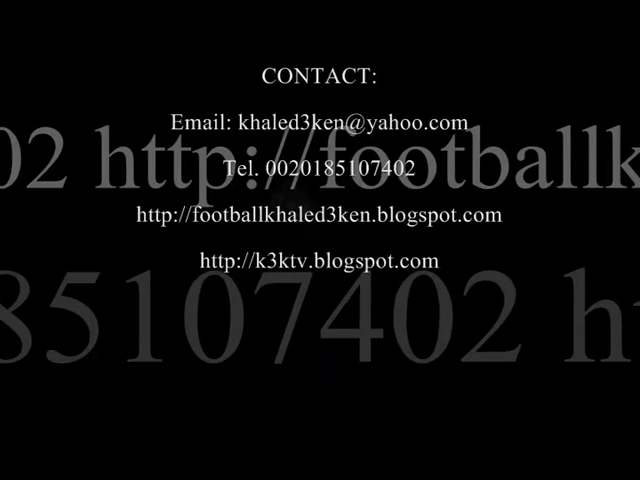 CONTACT:
Email: khaled3ken@yahoo.com
02 http://footballk
Tel. 0020185107402
http://footballkhaled3ken.blogspot.com
http://k3ktv.blogspot.com
85107402 h